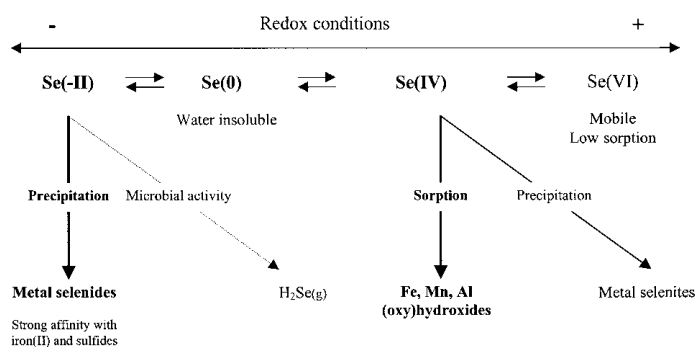 - Redox conditions +
Se(-II) Se(0) Se(IV) Se(VI)
Water insoluble
Mobile
Low sorption
Precipitation Microbial activity Sorption Precipitation
Metal selenides H₂Se(g) Fe, Mn, Al Metal selenites
(oxy)hydroxides
Strong affinity with
iron(II) and sulfides